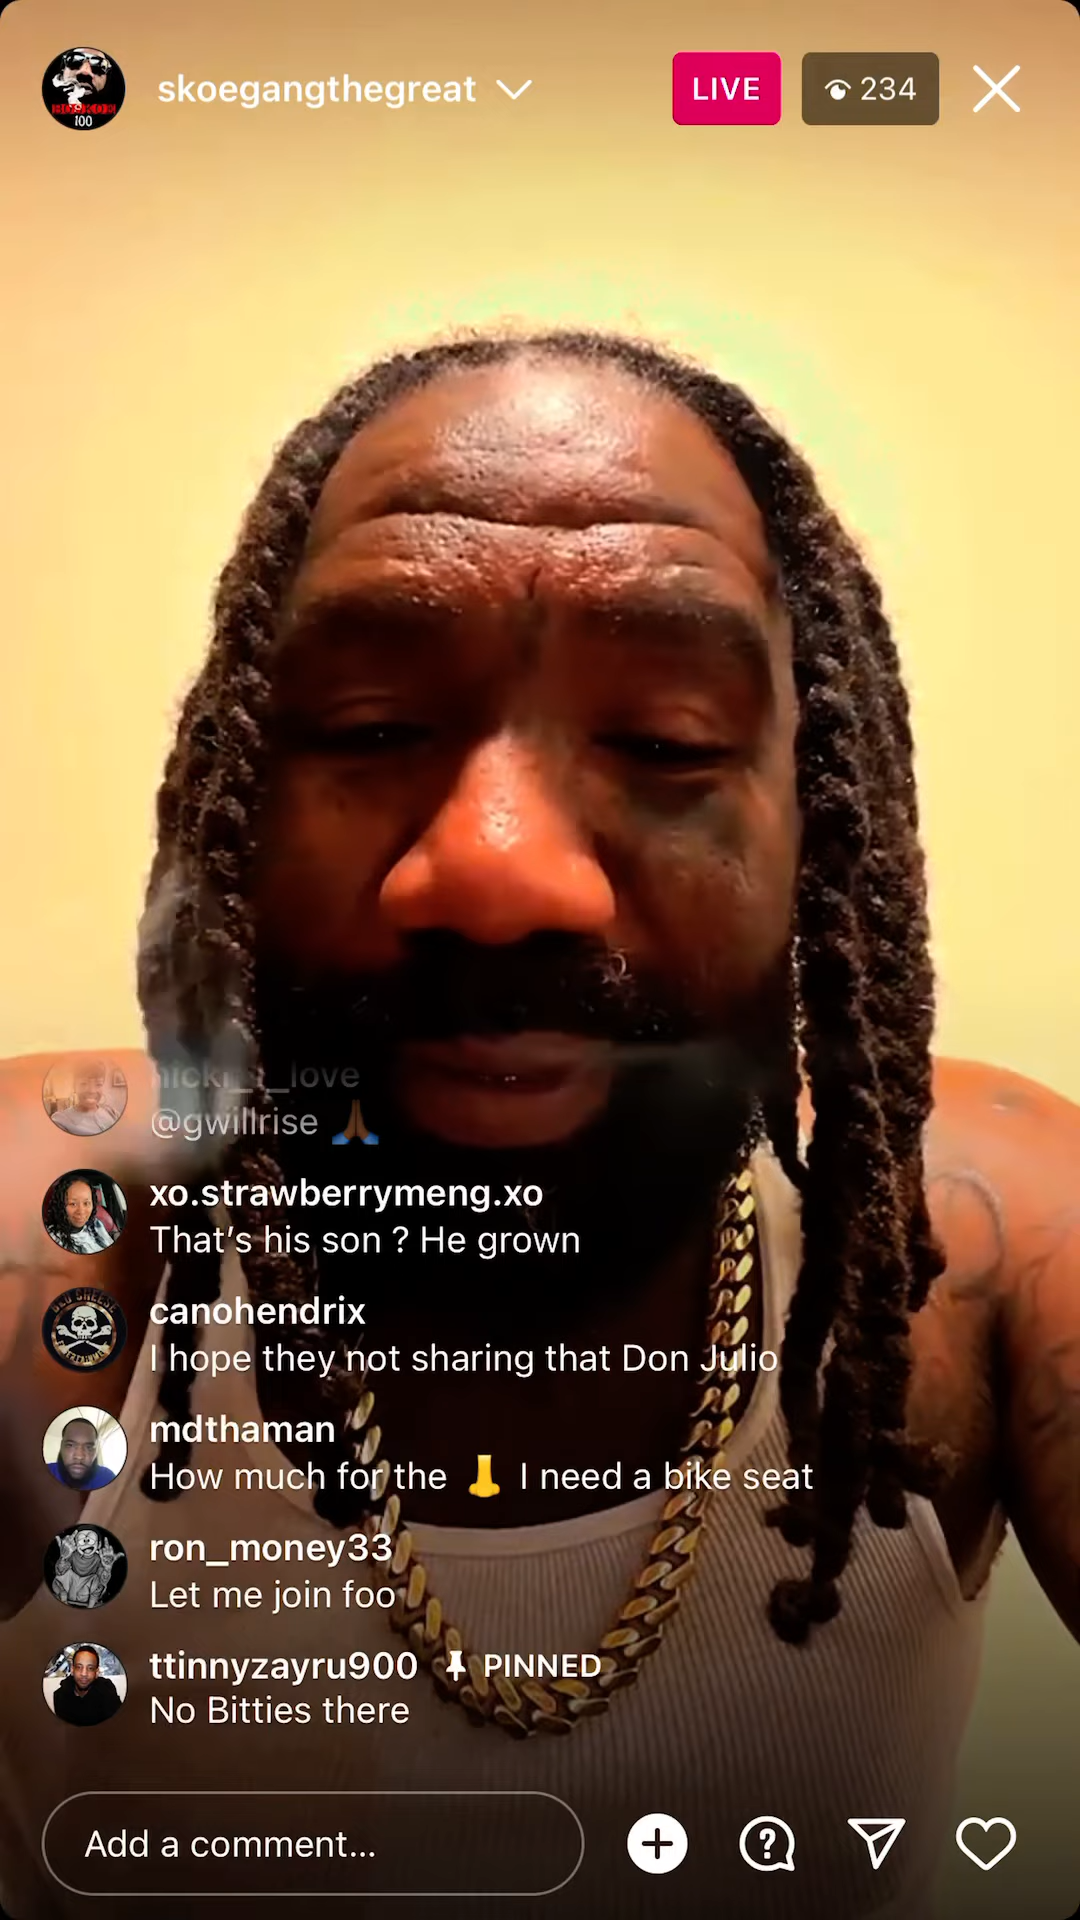 skoegangthegreat
LIVE
234
100
@gwillrise 🙏🏾
xo.strawberrymeng.xo
That’s his son ? He grown
canohendrix
I hope they not sharing that Don Julio
mdthaman
How much for the 👃 I need a bike seat
ron_money33
Let me join foo
ttinnyzayru900 PINNED
No Bitties there
Add a comment...